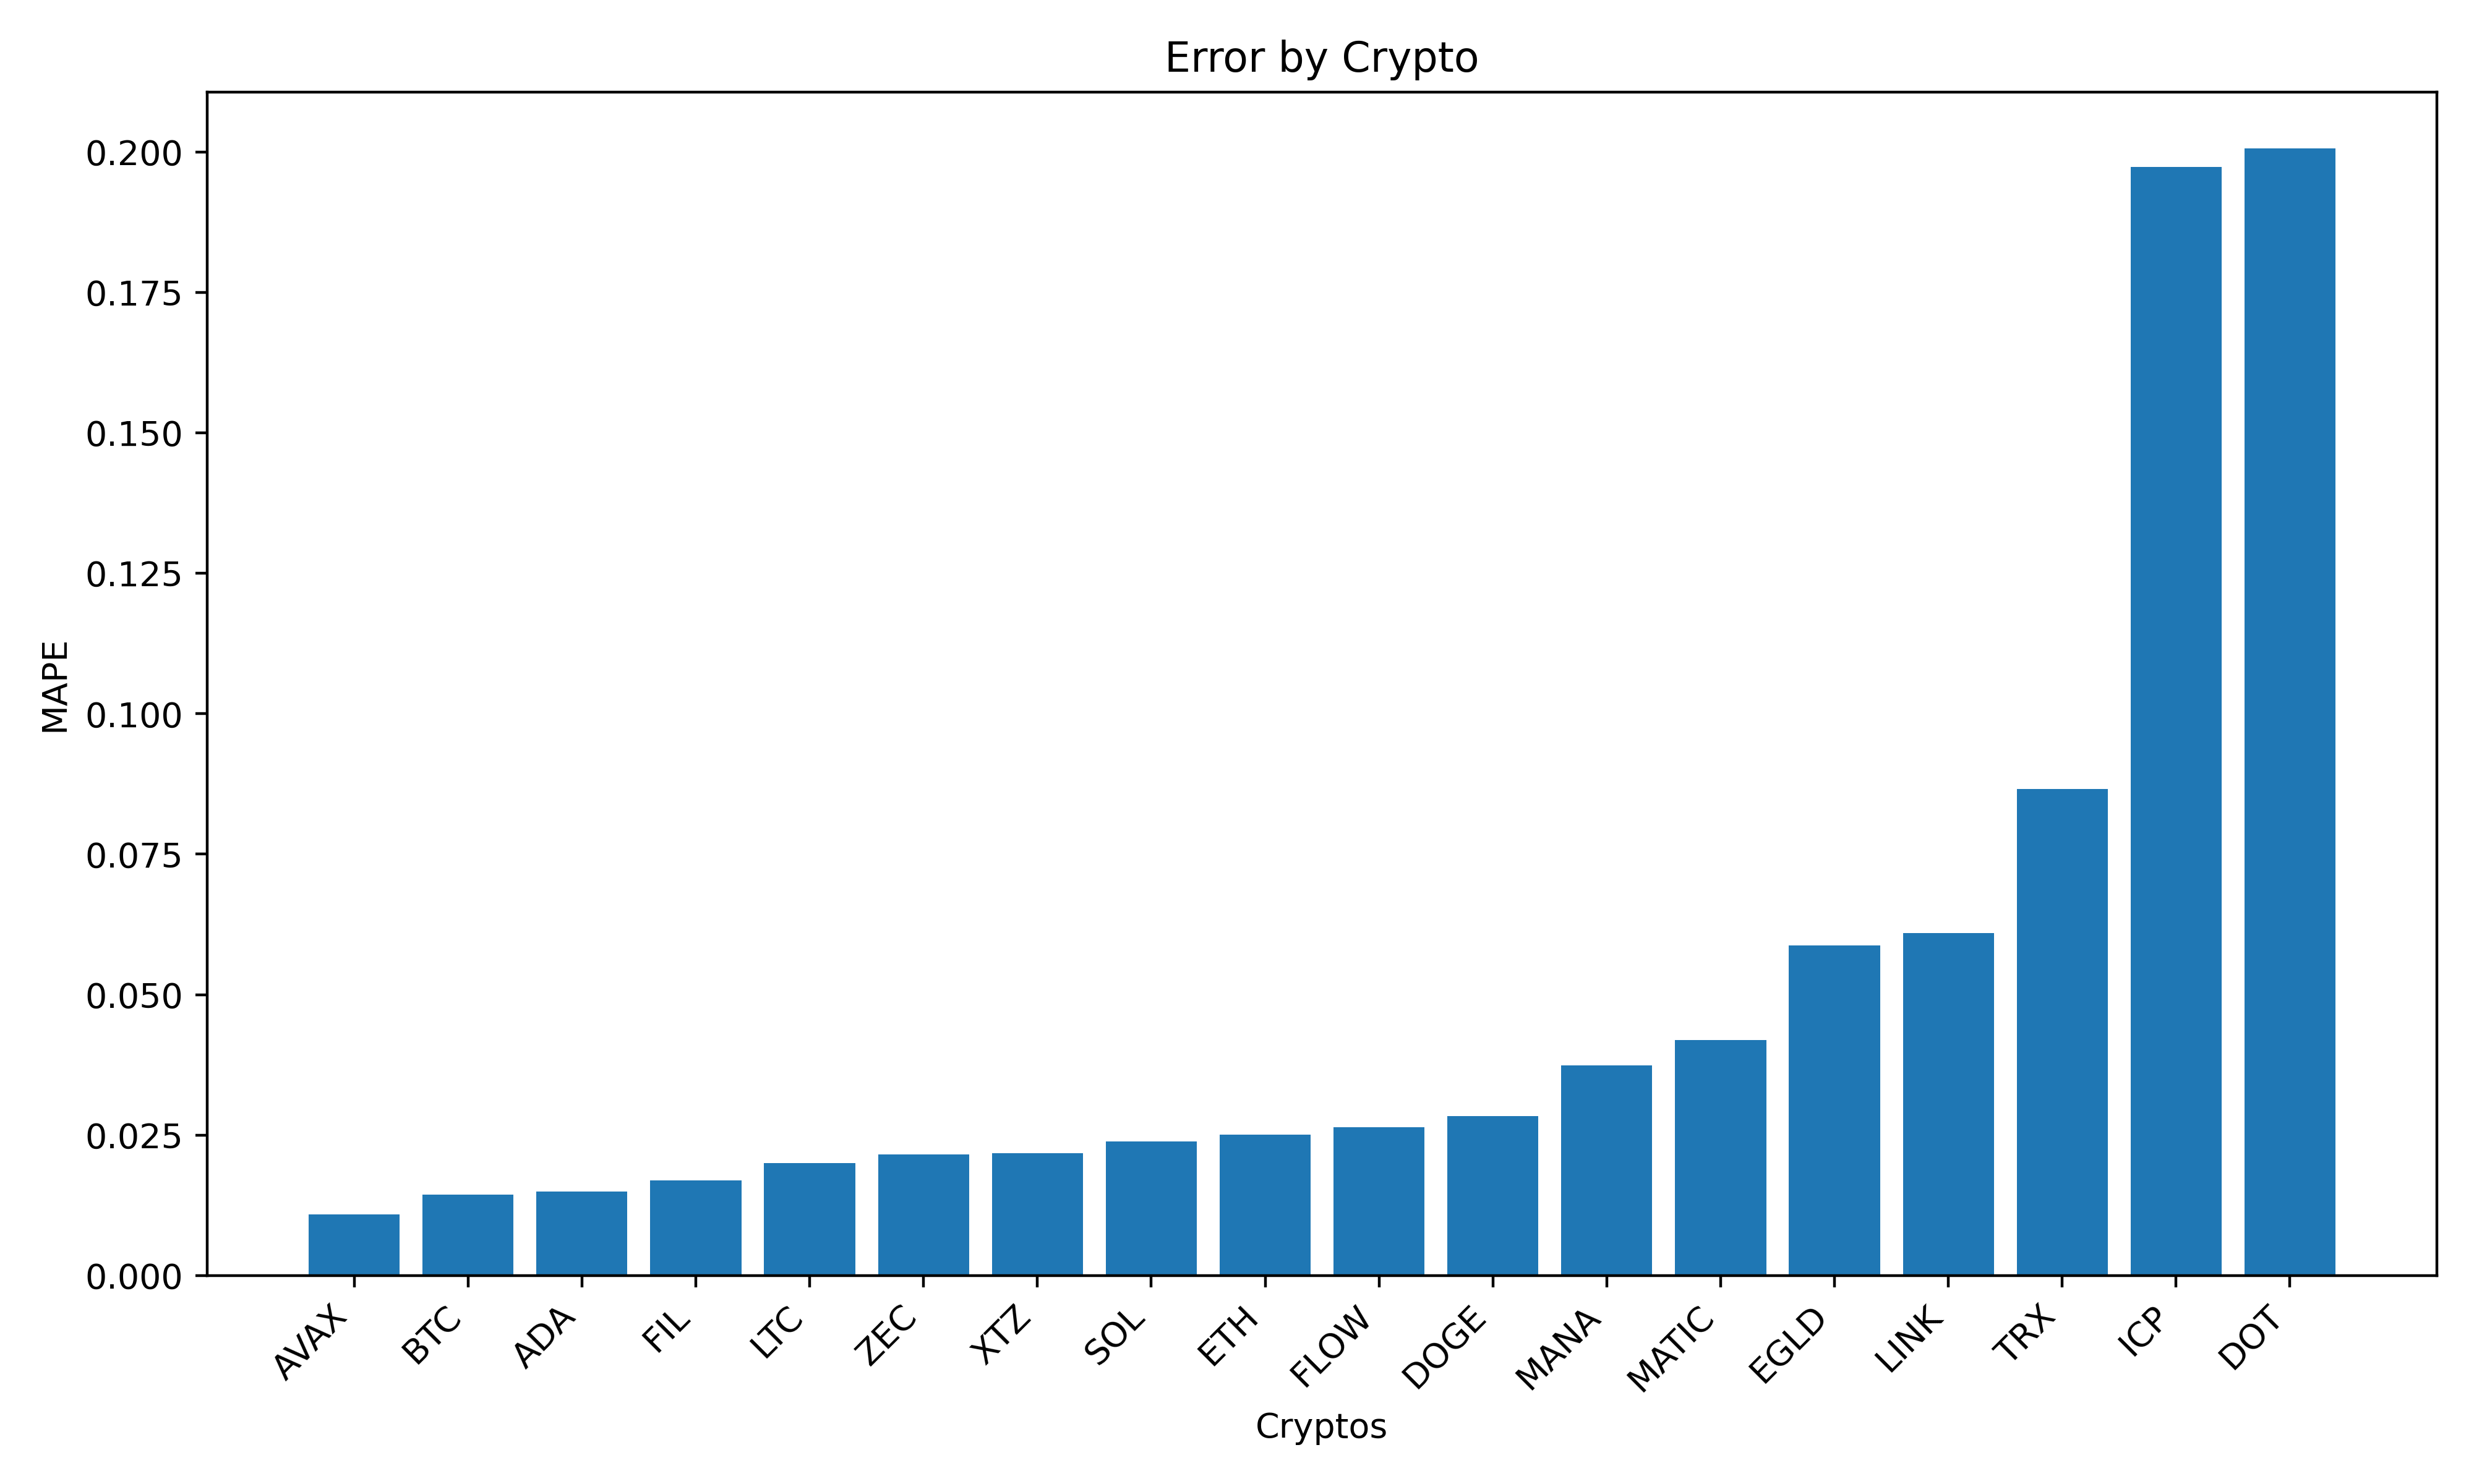 Error by Crypto
MAPE
0.200
0.175
0.150
0.125
0.100
0.075
0.050
0.025
0.000
AVAX
BTC
ADA
FIL
LTC
ZEC
XTZ
SOL
ETH
FLOW
DOGE
MANA
MATIC
EGLD
LINK
TRX
ICP
DOT
Cryptos